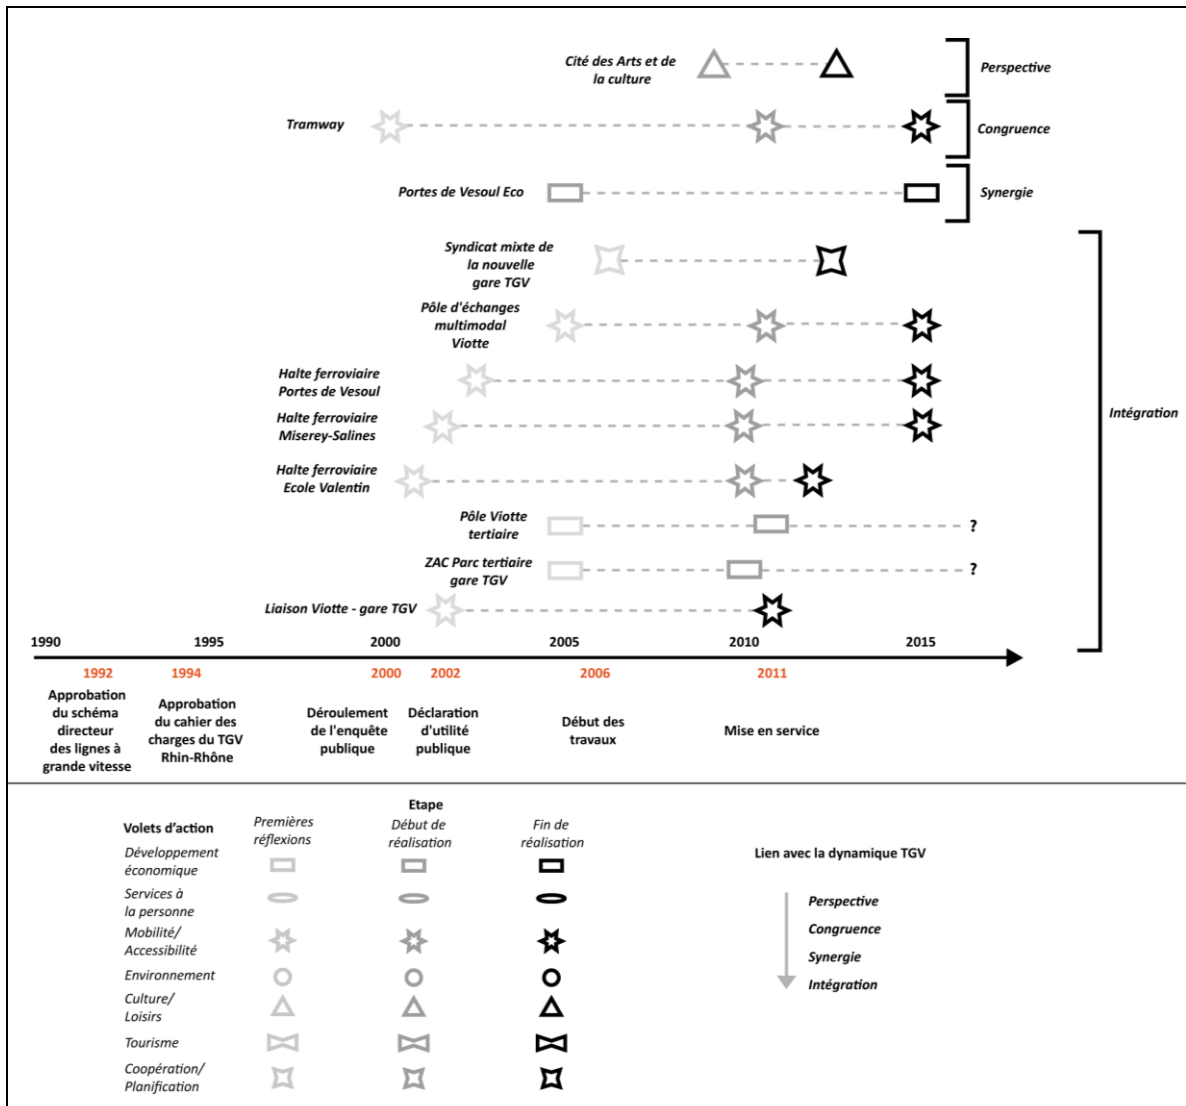 Cité des Arts et de
la culture
Perspective
Tramway
Congruence
Portes de Vesoul Eco
Synergie
Syndicat mixte de
la nouvelle
gare TGV
Pôle d'échanges
multimodal
Viotte
Halte ferroviaire
Portes de Vesoul
Halte ferroviaire
Miserey-Salines
Intégration
Halte ferroviaire
Ecole Valentin
Pôle Viotte
tertiaire
?
ZAC Parc tertiaire
gare TGV
?
Liaison Viotte - gare TGV
1990 1995 2000 2005 2010 2015
1992 1994 2000 2002 2006 2011
Approbation
du schéma
directeur
des lignes à
grande vitesse
Approbation
du cahier des
charges du TGV
Rhin-Rhône
Déroulement
de l'enquête
publique
Déclaration
d'utilité
publique
Début des
travaux
Mise en service
Etape
Volets d'action
Premières
réflexions
Début de
réalisation
Fin de
réalisation
Développement
économique
Services à
la personne
Mobilité/
Accessibilité
Environnement
Culture/
Loisirs
Tourisme
Coopération/
Planification
Lien avec la dynamique TGV
Perspective
Congruence
Synergie
Intégration